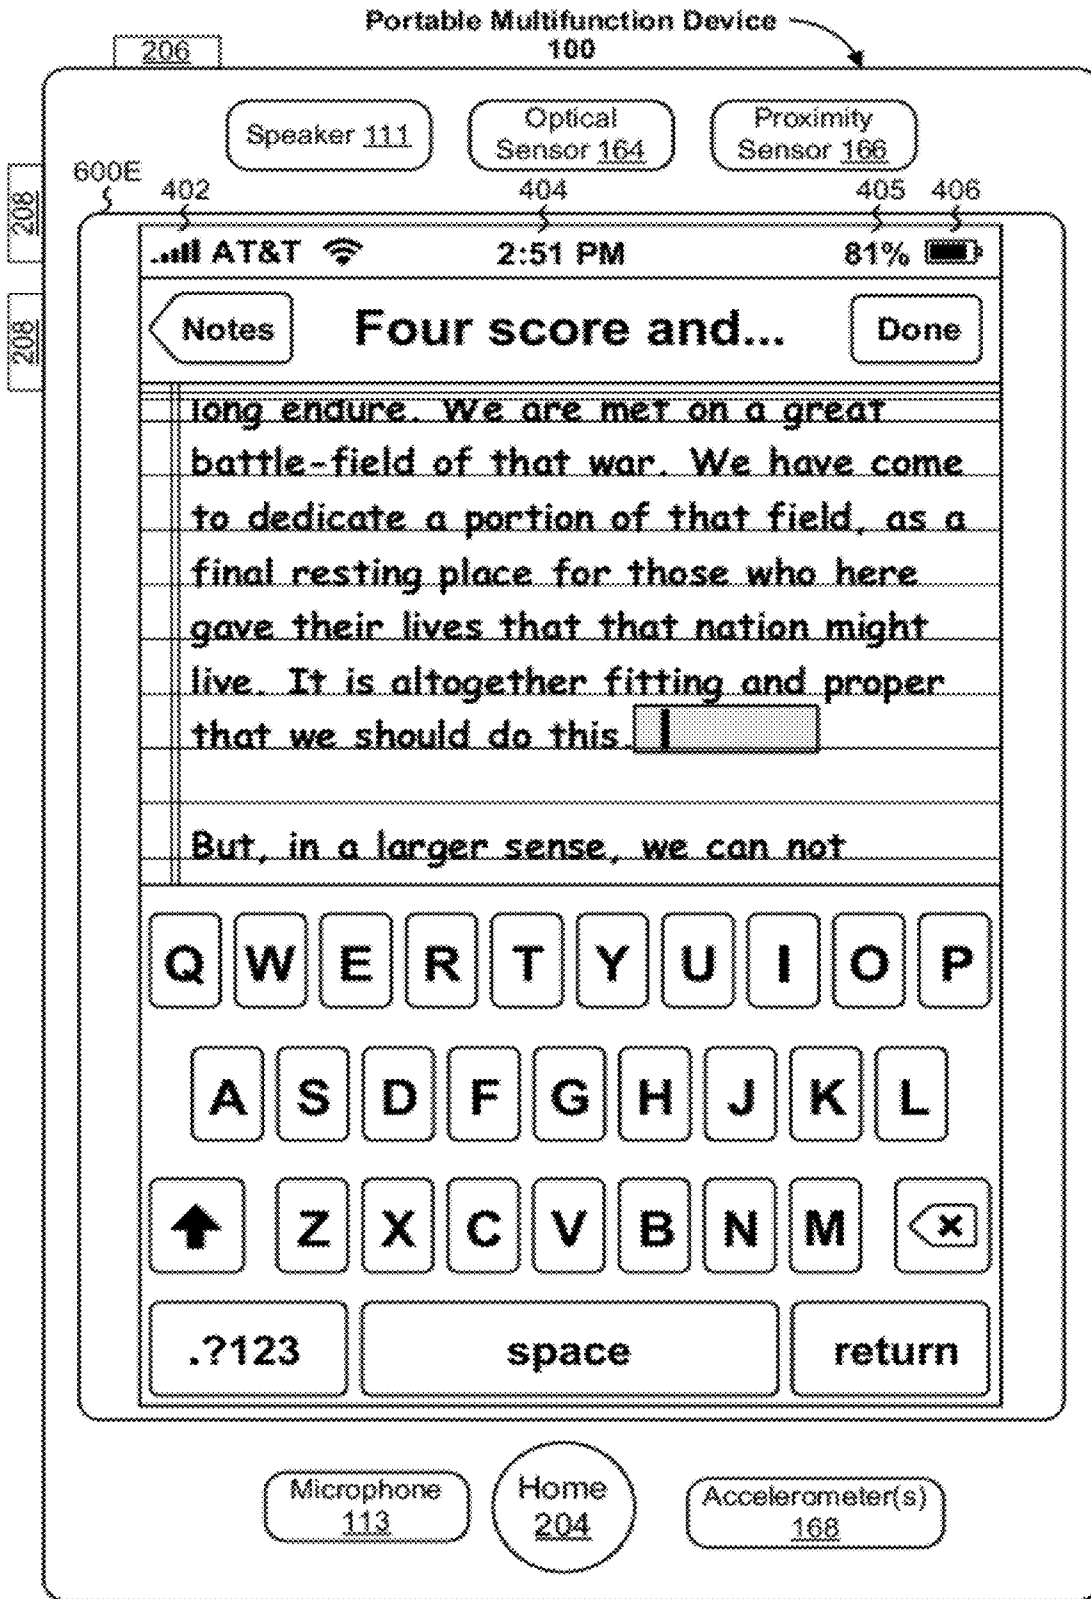 Portable Multifunction Device
100
206
Speaker 111
Optical
Sensor 164
Proximity
Sensor 166
208
208
600E
402
404
405
406
AT&T
2:51 PM
81%
Notes
Four score and...
Done
long endure. We are met on a great
battle-field of that war. We have come
to dedicate a portion of that field, as a
final resting place for those who here
gave their lives that that nation might
live. It is altogether fitting and proper
that we should do this.
But, in a larger sense, we can not
Q W E R T Y U I O P
A S D F G H J K L
Z X C V B N M
.?123 space return
Microphone
113
Home
204
Accelerometer(s)
168